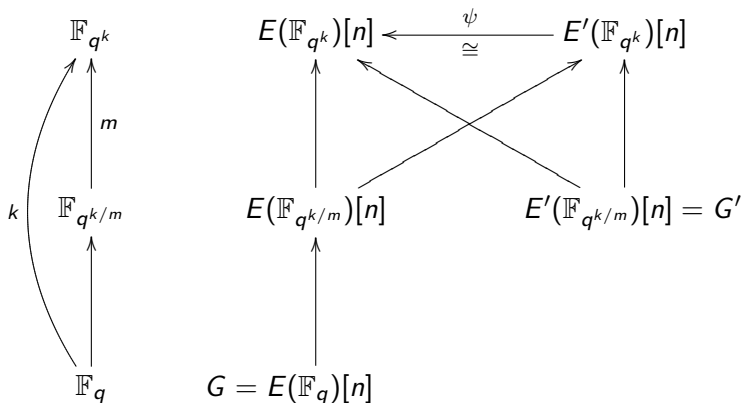 ψ
𝔽_{q^k} E(𝔽_{q^k})[n] ≅ E'(𝔽_{q^k})[n]
m
k 𝔽_{q^{k/m}} E(𝔽_{q^{k/m}})[n] E'(𝔽_{q^{k/m}})[n] = G'
𝔽_q G = E(𝔽_q)[n]